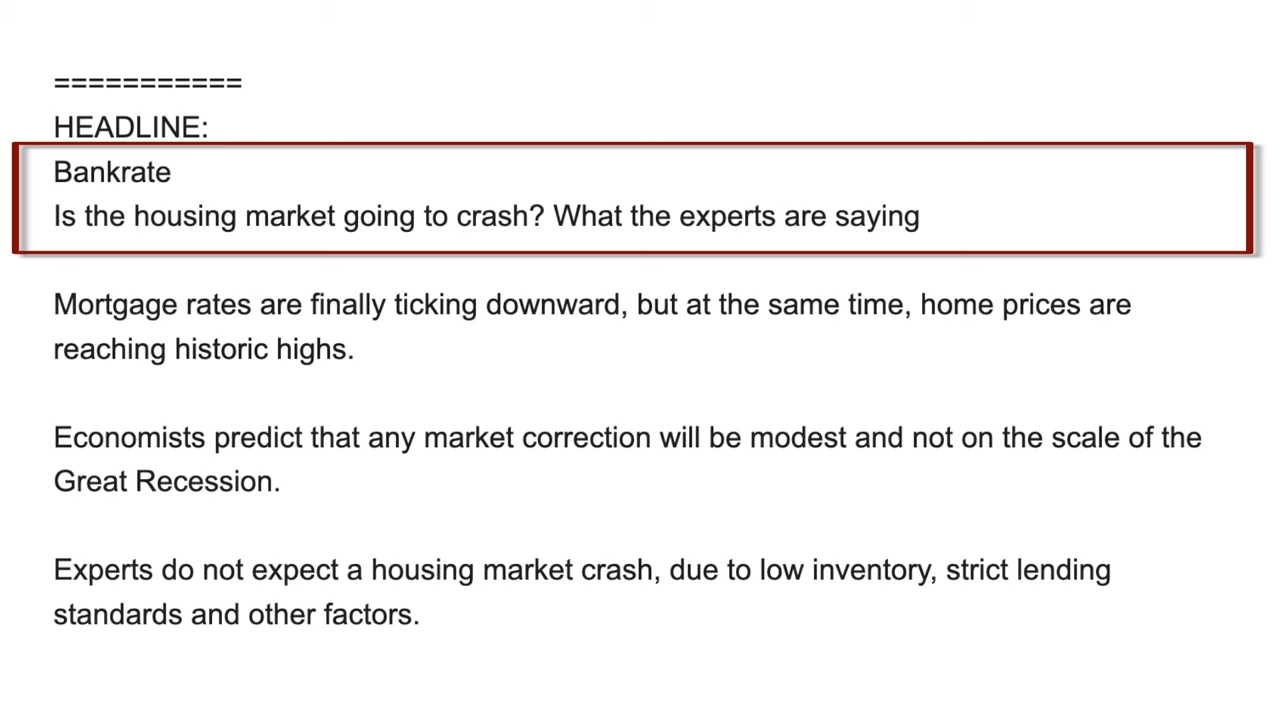 ===========
HEADLINE:
Bankrate
Is the housing market going to crash? What the experts are saying
Mortgage rates are finally ticking downward, but at the same time, home prices are
reaching historic highs.
Economists predict that any market correction will be modest and not on the scale of the
Great Recession.
Experts do not expect a housing market crash, due to low inventory, strict lending
standards and other factors.